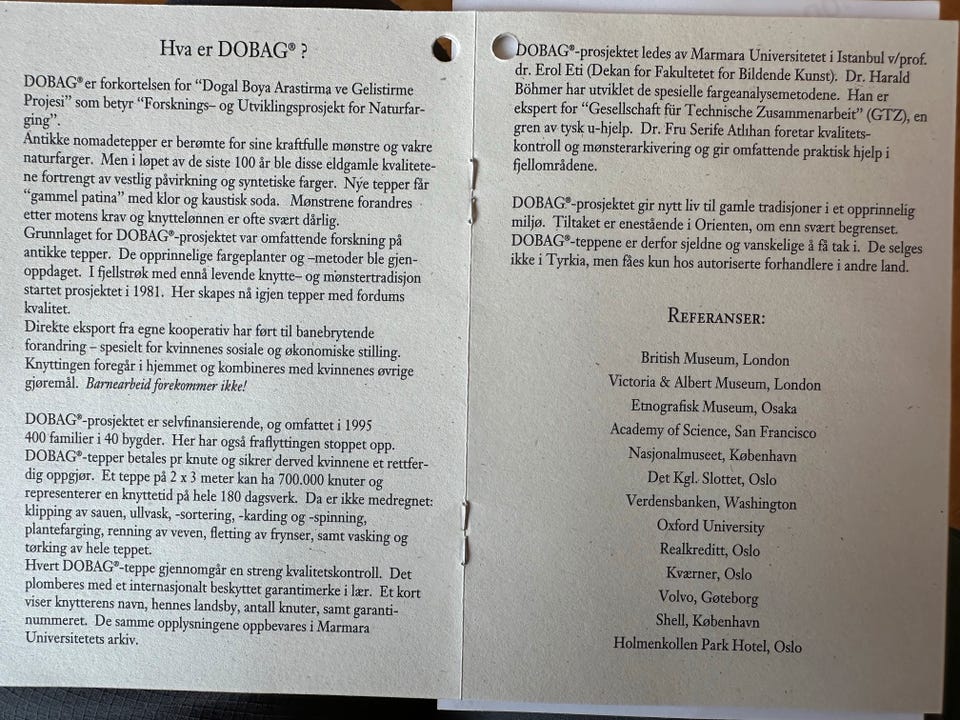 Hva er DOBAG® ?
DOBAG® er forkortelsen for “Dogal Boya Arastirma ve Gelistirme
Projesi” som betyr “Forsknings– og Utviklingsprosjekt for Naturfar-
ging”.
Antikke nomadetepper er berømte for sine kraftfulle mønstre og vakre
naturfarger. Men i løpet av de siste 100 år ble disse eldgamle kvalitete-
ne fortrengt av vestlig påvirkning og syntetiske farger. Nye tepper får
“gammel patina” med klor og kaustisk soda. Mønstrene forandres
etter motens krav og knyttelønnen er ofte svært dårlig.
Grunnlaget for DOBAG®-prosjektet var omfattende forskning på
antikke tepper. De opprinnelige fargeplanter og –metoder ble gjen-
oppdaget. I fjellstrøk med ennå levende knytte– og mønstertradisjon
startet prosjektet i 1981. Her skapes nå igjen tepper med fordums
kvalitet.
Direkte eksport fra egne kooperativ har ført til banebrytende
forandring – spesielt for kvinnenes sosiale og økonomiske stilling.
Knyttingen foregår i hjemmet og kombineres med kvinnenes øvrige
gjøremål. Barnearbeid forekommer ikke!
DOBAG®-prosjektet er selvfinansierende, og omfattet i 1995
400 familier i 40 bygder. Her har også fraflyttingen stoppet opp.
DOBAG®-tepper betales pr knute og sikrer derved kvinnene et rettfer-
dig oppgjør. Et teppe på 2 x 3 meter kan ha 700.000 knuter og
representerer en knyttetid på hele 180 dagsverk. Da er ikke medregnet:
klipping av sauen, ullvask, -sortering, -karding og -spinning,
plantefarging, renning av veven, fletting av frynser, samt vasking og
tørking av hele teppet.
Hvert DOBAG®-teppe gjennomgår en streng kvalitetskontroll. Det
plomberes med et internasjonalt beskyttet garantimerke i lær. Et kort
viser knytterens navn, hennes landsby, antall knuter, samt garanti-
nummeret. De samme opplysningene oppbevares i Marmara
Universitetets arkiv.
DOBAG®-prosjektet ledes av Marmara Universitetet i Istanbul v/prof.
dr. Erol Eti (Dekan for Fakultetet for Bildende Kunst). Dr. Harald
Böhmer har utviklet de spesielle fargeanalysemetodene. Han er
ekspert for “Gesellschaft für Technische Zusammenarbeit” (GTZ), en
gren av tysk u-hjelp. Dr. Fru Serife Atlıhan foretar kvalitets-
kontroll og mønsterarkivering og gir omfattende praktisk hjelp i
fjellområdene.
DOBAG®-prosjektet gir nytt liv til gamle tradisjoner i et opprinnelig
miljø. Tiltaket er enestående i Orienten, om enn svært begrenset.
DOBAG®-teppene er derfor sjeldne og vanskelige å få tak i. De selges
ikke i Tyrkia, men fåes kun hos autoriserte forhandlere i andre land.
REFERANSER:
British Museum, London
Victoria & Albert Museum, London
Etnografisk Museum, Osaka
Academy of Science, San Francisco
Nasjonalmuseet, København
Det Kgl. Slottet, Oslo
Verdensbanken, Washington
Oxford University
Realkreditt, Oslo
Kværner, Oslo
Volvo, Gøteborg
Shell, København
Holmenkollen Park Hotel, Oslo